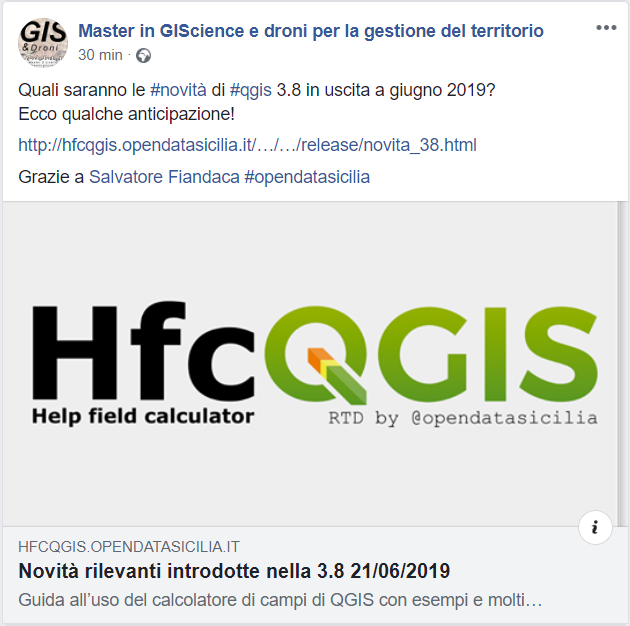 GIS
& Droni
Master in GIScience e droni per la gestione del territorio
30 min ·
Quali saranno le #novità di #qgis 3.8 in uscita a giugno 2019?
Ecco qualche anticipazione!
http://hfcqgis.opendatasicilia.it/…/…/release/novita_38.html
Grazie a Salvatore Fiandaca #opendatasicilia
HfcQGIS
Help field calculator
RTD by @opendatasicilia
i
HFCQGIS.OPENDATASICILIA.IT
Novità rilevanti introdotte nella 3.8 21/06/2019
Guida all’uso del calcolatore di campi di QGIS con esempi e molti…